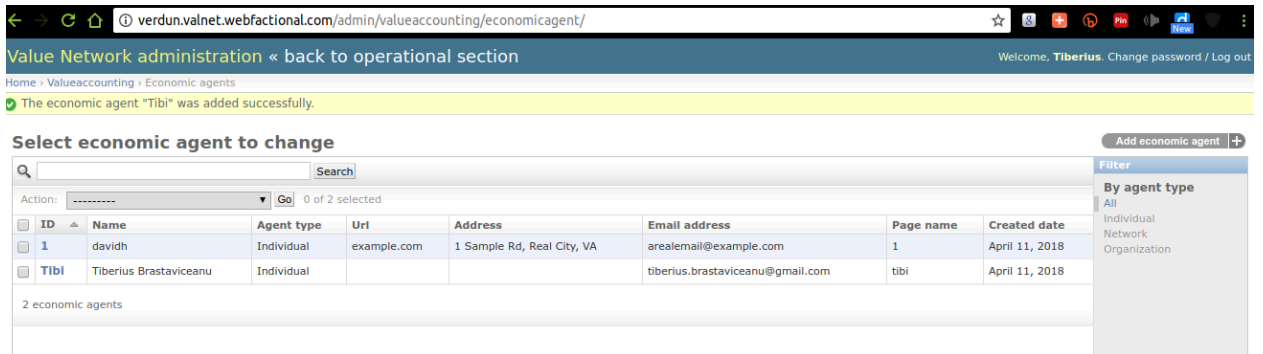 verdun.valnet.webfactional.com/admin/valueaccounting/economicagent/
8 Pin New
Value Network administration « back to operational section Welcome, Tiberius. Change password / Log out
Home › Valueaccounting › Economic agents
The economic agent "Tibi" was added successfully.
Select economic agent to change Add economic agent +
Search Filter
Action: --------- Go 0 of 2 selected By agent type
All
ID Name Agent type Url Address Email address Page name Created date Individual
Network
1 davidh Individual example.com 1 Sample Rd, Real City, VA arealemail@example.com 1 April 11, 2018 Organization
Tibi Tiberius Brastaviceanu Individual tiberius.brastaviceanu@gmail.com tibi April 11, 2018
2 economic agents